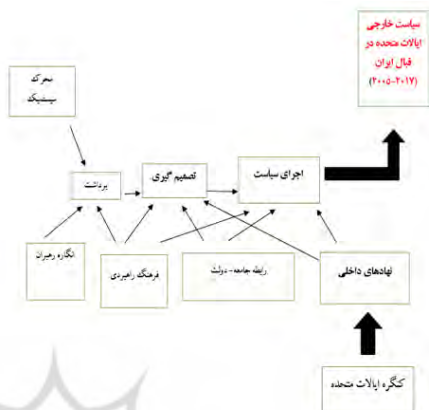 سیاست خارجی
ایالات متحده در
قبال ایران
(۲۰۰۵-۲۰۱۷)
محرک
سیستمیک
برداشت
تصمیم گیری
اجرای سیاست
انگاره رهبران
فرهنگ راهبردی
رابطه جامعه- دولت
نهادهای داخلی
کنگره ایالات متحده